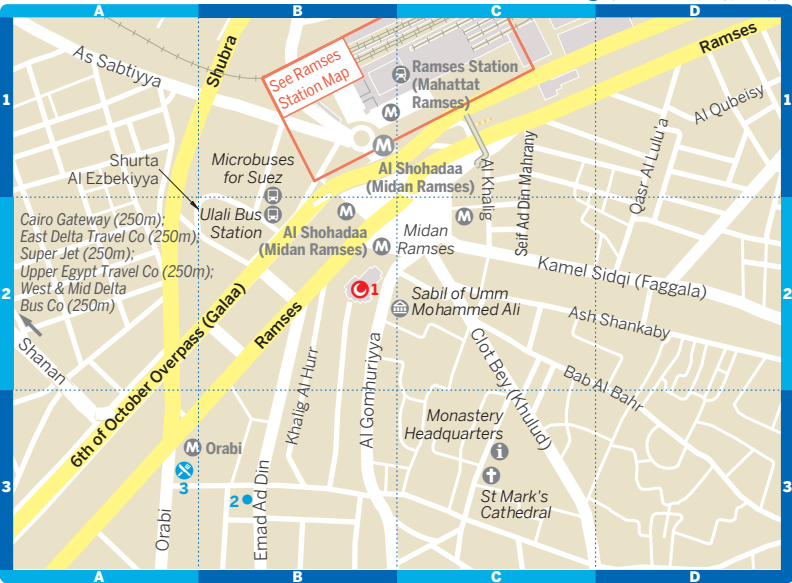 A
B
C
D
1
2
3
1
2
3
A
B
C
D
As Sabtiyya
Shubra
See Ramses
Station Map
Ramses Station
(Mahattat
Ramses)
M
Ramses
Al Qubeisy
Shurta
Al Ezbekiyya
Microbuses
for Suez
M
Al Shohadaa
(Midan Ramses)
Al Khalig
Seif Ad Din Mahrany
Qasr Al Lulu'a
Cairo Gateway (250m);
East Delta Travel Co (250m);
Super Jet (250m);
Upper Egypt Travel Co (250m);
West & Mid Delta
Bus Co (250m)
Ulali Bus
Station
M
Al Shohadaa
(Midan Ramses)
M
M
Midan
Ramses
Kamel Sidqi (Faggala)
1
Sabil of Umm
Mohammed Ali
Ash Shankaby
Shanan
6th of October Overpass (Galaa)
Ramses
Khalig Al Hurr
Al Gomhuriyya
Clot Bey (Khulud)
Bab Al Bahr
Monastery
Headquarters
i
M Orabi
3
2
St Mark's
Cathedral
Orabi
Emad Ad Din